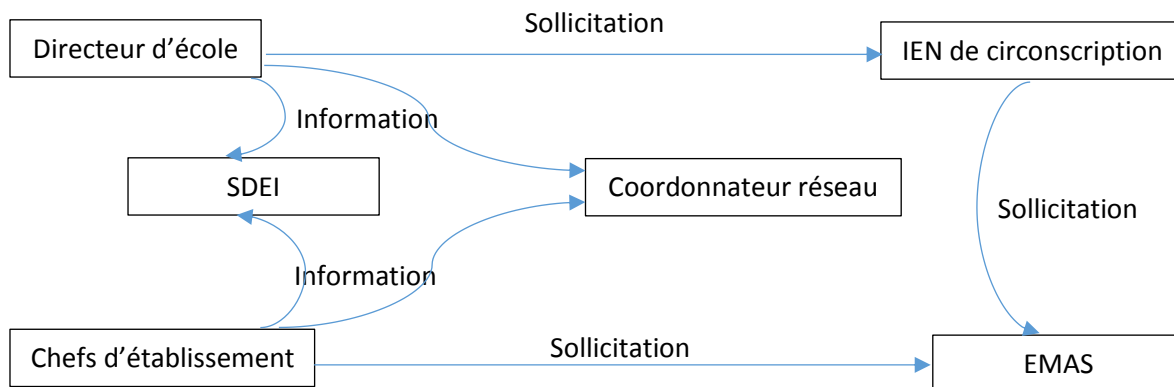 Sollicitation
Directeur d'école
IEN de circonscription
Information
SDEI
Coordonnateur réseau
Sollicitation
Information
Chefs d'établissement
Sollicitation
EMAS